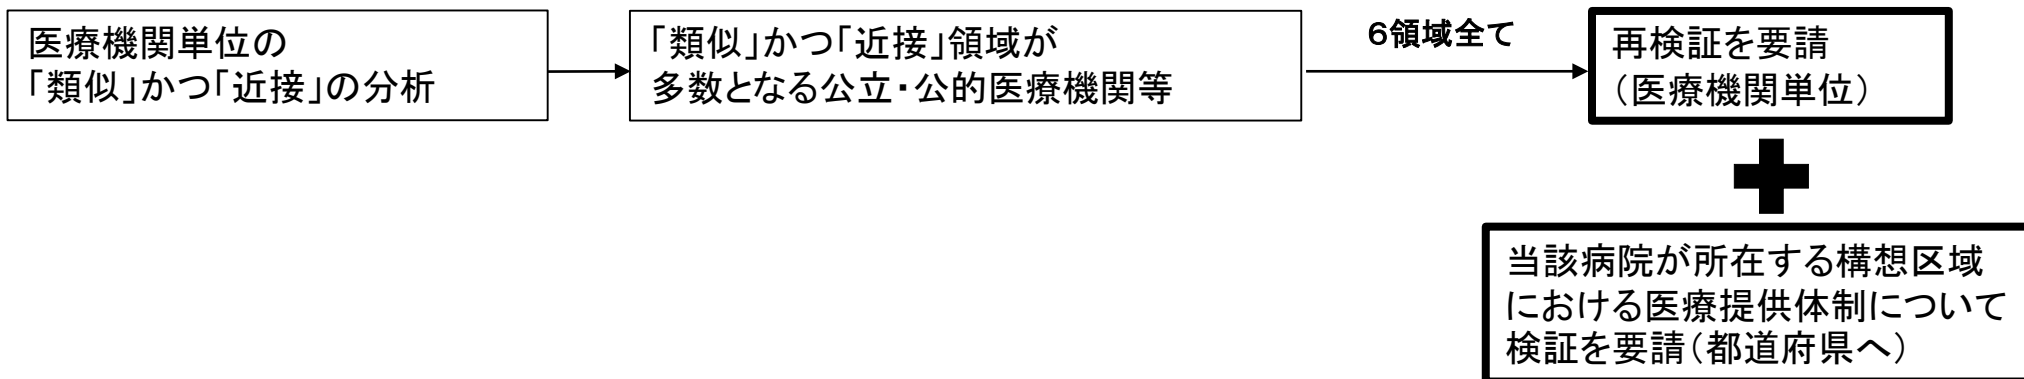 医療機関単位の
「類似」かつ「近接」の分析
「類似」かつ「近接」領域が
多数となる公立・公的医療機関等
6領域全て
再検証を要請
（医療機関単位）
当該病院が所在する構想区域
における医療提供体制について
検証を要請（都道府県へ）